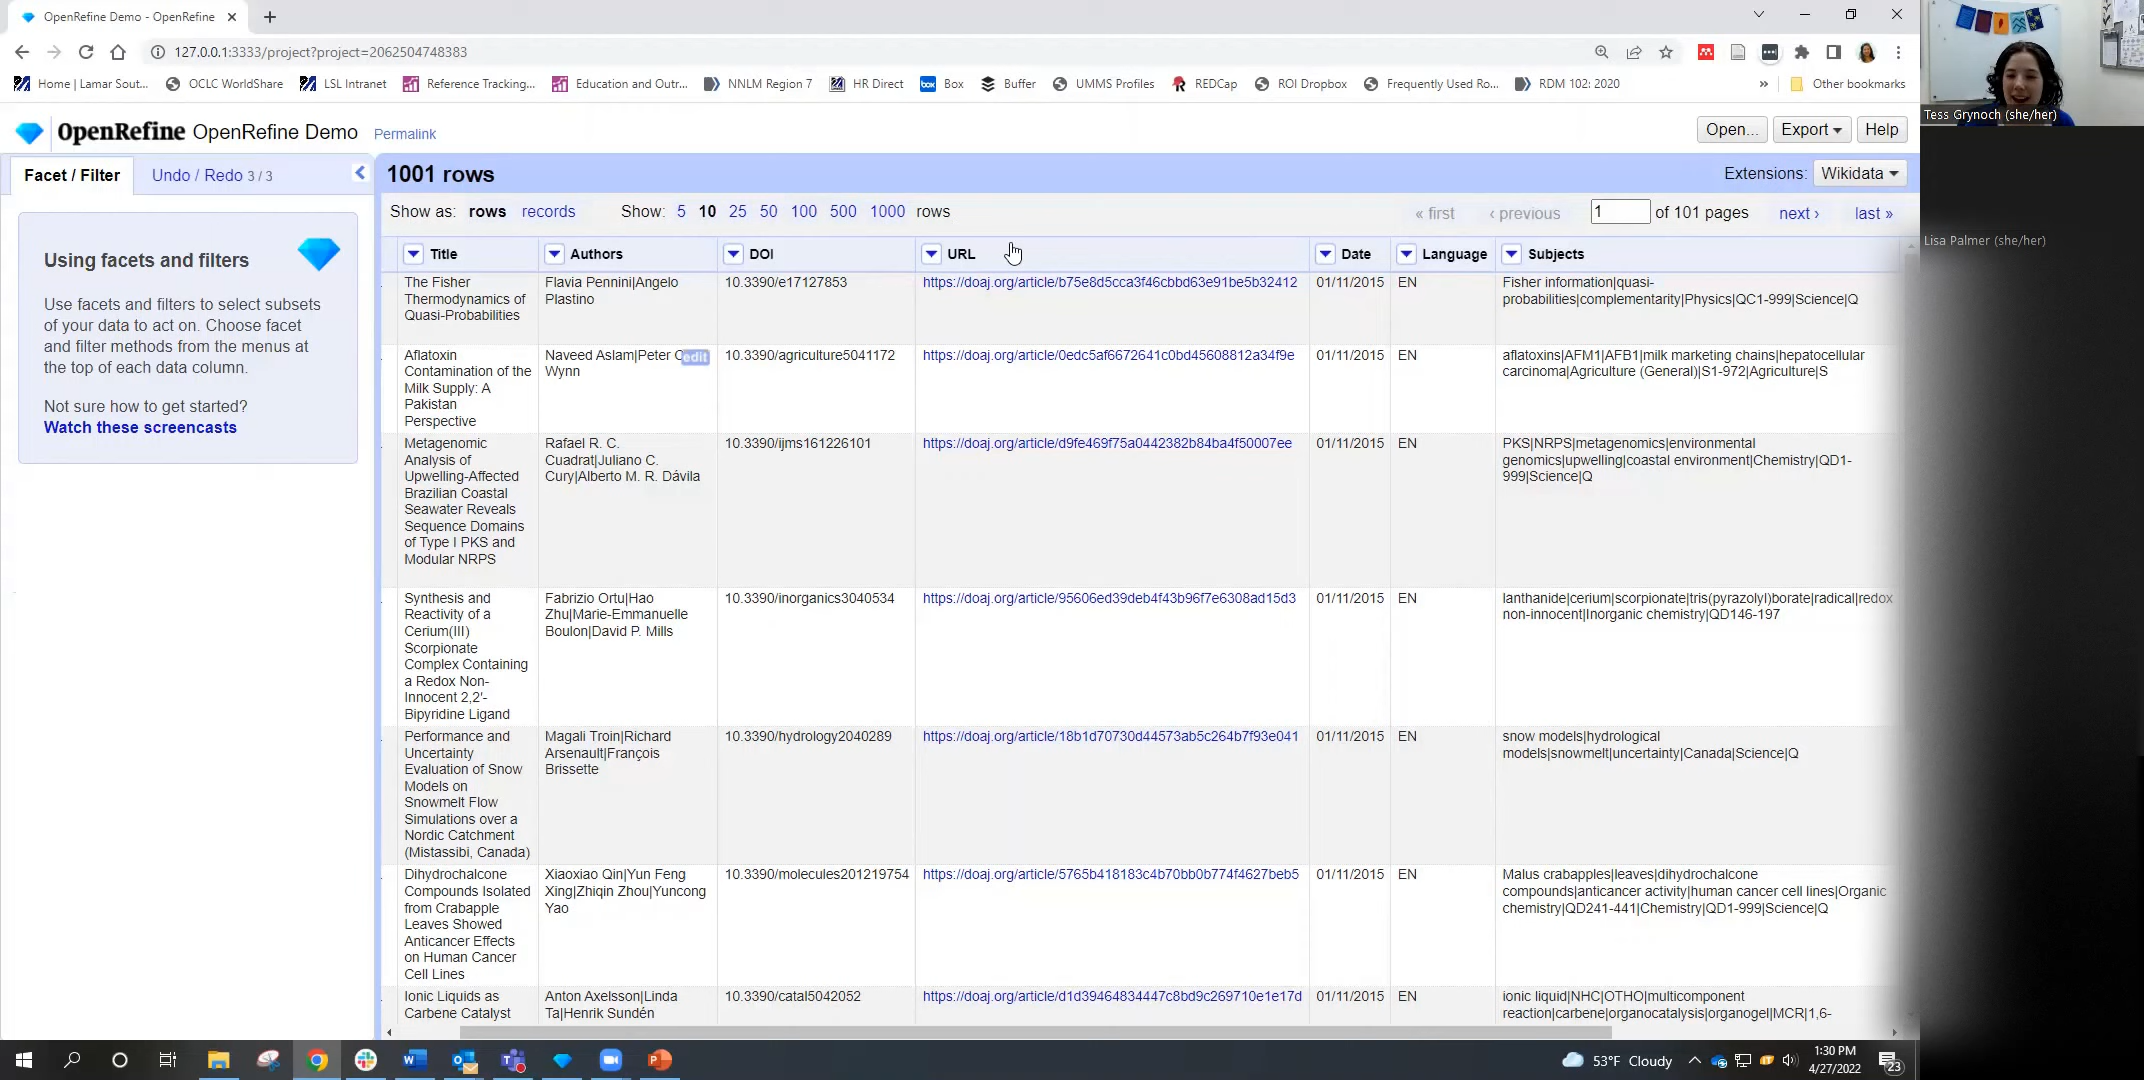 OpenRefine Demo - OpenRefine
127.0.0.1:3333/project?project=2062504748383
Home | Lamar Sout... OCLC WorldShare LSL Intranet Reference Tracking... Education and Outr... NNLM Region 7 HR Direct box Box Buffer UMMS Profiles REDCap ROI Dropbox Frequently Used Ro... RDM 102: 2020 » Other bookmarks
Tess Grynoch (she/her)
Lisa Palmer (she/her)
OpenRefine OpenRefine Demo Permalink
Open... Export Help
Facet / Filter Undo / Redo 3 / 3
Using facets and filters
Use facets and filters to select subsets
of your data to act on. Choose facet
and filter methods from the menus at
the top of each data column.
Not sure how to get started?
Watch these screencasts
1001 rows
Extensions: Wikidata
Show as: rows records Show: 5 10 25 50 100 500 1000 rows
« first ‹ previous 1 of 101 pages next › last »
Title Authors DOI URL Date Language Subjects
The Fisher
Thermodynamics of
Quasi-Probabilities
Flavia Pennini|Angelo
Plastino
10.3390/e17127853
https://doaj.org/article/b75e8d5cca3f46cbbd63e91be5b32412
01/11/2015
EN
Fisher information|quasi-
probabilities|complementarity|Physics|QC1-999|Science|Q
Aflatoxin
Contamination of the
Milk Supply: A
Pakistan
Perspective
Naveed Aslam|Peter C edit
Wynn
10.3390/agriculture5041172
https://doaj.org/article/0edc5af6672641c0bd45608812a34f9e
01/11/2015
EN
aflatoxins|AFM1|AFB1|milk marketing chains|hepatocellular
carcinoma|Agriculture (General)|S1-972|Agriculture|S
Metagenomic
Analysis of
Upwelling-Affected
Brazilian Coastal
Seawater Reveals
Sequence Domains
of Type I PKS and
Modular NRPS
Rafael R. C.
Cuadrat|Juliano C.
Cury|Alberto M. R. Dávila
10.3390/ijms161226101
https://doaj.org/article/d9fe469f75a0442382b84ba4f50007ee
01/11/2015
EN
PKS|NRPS|metagenomics|environmental
genomics|upwelling|coastal environment|Chemistry|QD1-
999|Science|Q
Synthesis and
Reactivity of a
Cerium(III)
Scorpionate
Complex Containing
a Redox Non-
Innocent 2,2'-
Bipyridine Ligand
Fabrizio Ortu|Hao
Zhu|Marie-Emmanuelle
Boulon|David P. Mills
10.3390/inorganics3040534
https://doaj.org/article/95606ed39deb4f43b96f7e6308ad15d3
01/11/2015
EN
lanthanide|cerium|scorpionate|tris(pyrazolyl)borate|radical|redox
non-innocent|Inorganic chemistry|QD146-197
Performance and
Uncertainty
Evaluation of Snow
Models on
Snowmelt Flow
Simulations over a
Nordic Catchment
(Mistassibi, Canada)
Magali Troin|Richard
Arsenault|François
Brissette
10.3390/hydrology2040289
https://doaj.org/article/18b1d70730d44573ab5c264b7f93e041
01/11/2015
EN
snow models|hydrological
models|snowmelt|uncertainty|Canada|Science|Q
Dihydrochalcone
Compounds Isolated
from Crabapple
Leaves Showed
Anticancer Effects
on Human Cancer
Cell Lines
Xiaoxiao Qin|Yun Feng
Xing|Zhiqin Zhou|Yuncong
Yao
10.3390/molecules201219754
https://doaj.org/article/5765b418183c4b70bb0b774f4627beb5
01/11/2015
EN
Malus crabapples|leaves|dihydrochalcone
compounds|anticancer activity|human cancer cell lines|Organic
chemistry|QD241-441|Chemistry|QD1-999|Science|Q
Ionic Liquids as
Carbene Catalyst
Anton Axelsson|Linda
Ta|Henrik Sundén
10.3390/catal5042052
https://doaj.org/article/d1d39464834447c8bd9c269710e1e17d
01/11/2015
EN
ionic liquid|NHC|OTHO|multicomponent
reaction|carbene|organocatalysis|organogel|MCR|1,6-
53°F Cloudy
1:30 PM
4/27/2022
23